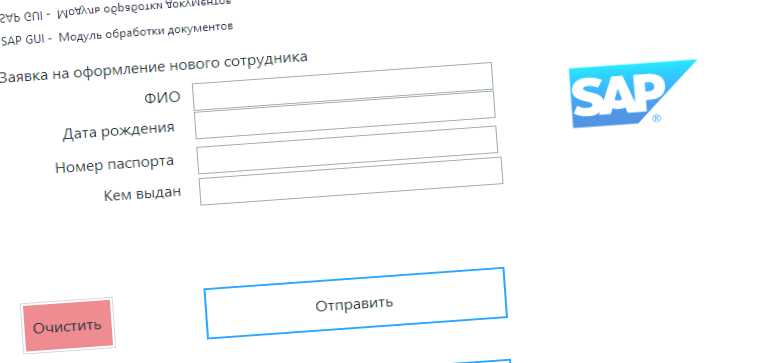 SAP GUI - Модуль обработки документов
SAP GUI - Модуль обработки документов
Заявка на оформление нового сотрудника
ФИО
Дата рождения
Номер паспорта
Кем выдан
SAP ®
Очистить
Отправить